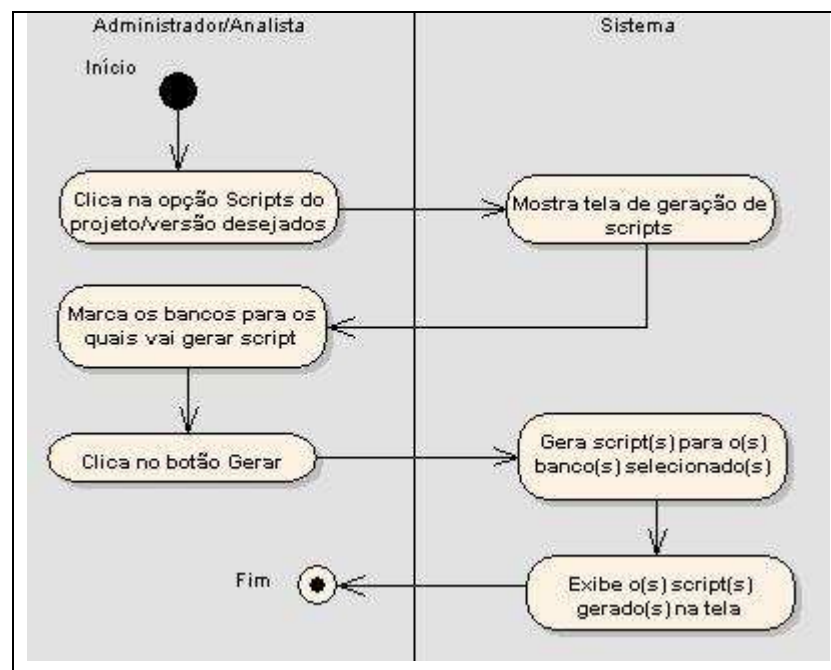 Administrador/Analista
Sistema
Início
Clica na opção Scripts do
projeto/versão desejados
Mostra tela de geração de
scripts
Marca os bancos para os
quais vai gerar script
Clica no botão Gerar
Gera script(s) para o(s)
banco(s) selecionado(s)
Exibe o(s) script(s)
gerado(s) na tela
Fim